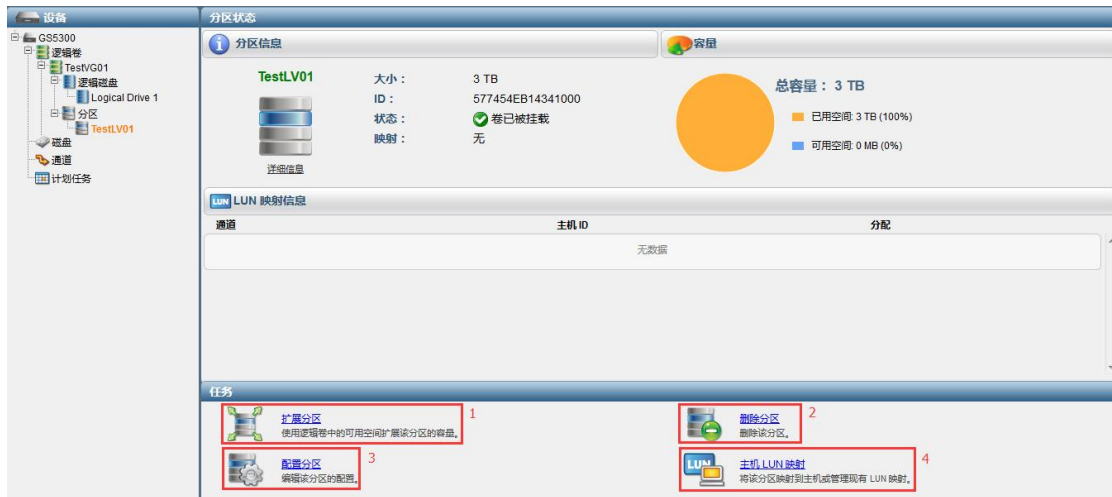 设备
GS5300
逻辑卷
TestVG01
逻辑磁盘
Logical Drive 1
分区
TestLV01
磁盘
通道
计划任务
分区状态
分区信息
TestLV01
详细信息
大小： 3 TB
ID： 577454EB14341000
状态： 卷已被挂载
映射： 无
容量
总容量： 3 TB
已用空间: 3 TB (100%)
可用空间: 0 MB (0%)
LUN LUN 映射信息
通道 主机 ID 分配
无数据
任务
扩展分区 1
使用逻辑卷中的可用空间扩展该分区的容量。
删除分区 2
删除该分区。
配置分区 3
编辑该分区的配置。
LUN 主机 LUN 映射 4
将该分区映射到主机或管理现有 LUN 映射。